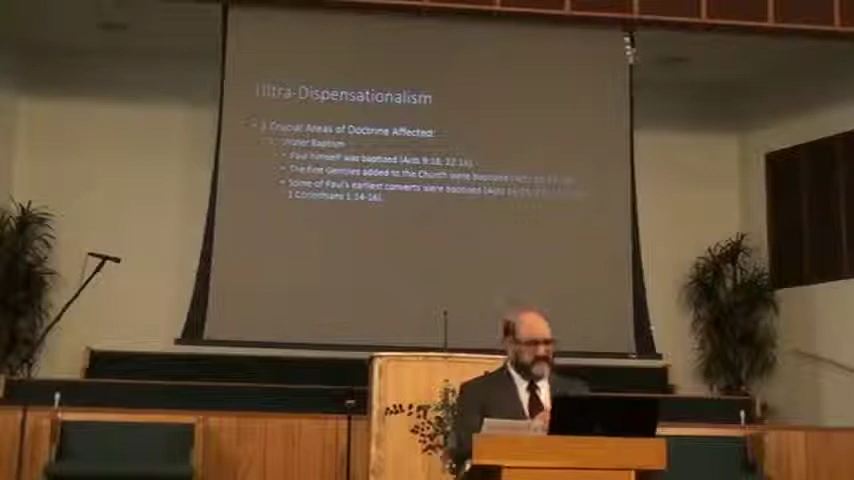 Ultra-Dispensationalism
3 Crucial Areas of Doctrine Affected:
Water Baptism
Paul himself was baptized (Acts 9:18, 22:16).
The first Gentiles added to the Church were baptized (Acts
Some of Paul's earliest converts were baptized (Acts
1 Corinthians 1:14-16).